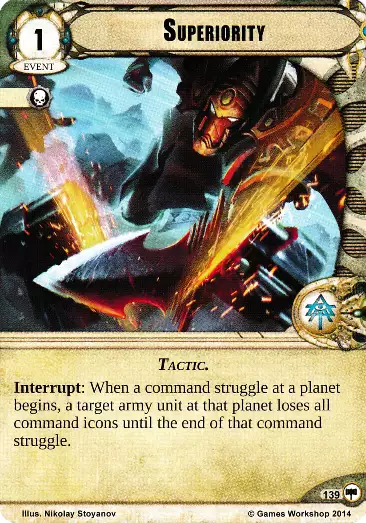 1
SUPERIORITY
EVENT
TACTIC.
Interrupt: When a command struggle at a planet
begins, a target army unit at that planet loses all
command icons until the end of that command
struggle.
139
Illus. Nikolay Stoyanov
© Games Workshop 2014